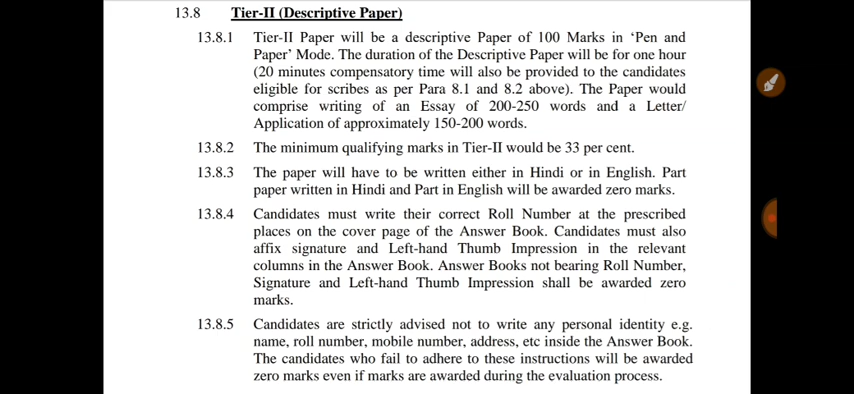 13.8 Tier-II (Descriptive Paper)
13.8.1 Tier-II Paper will be a descriptive Paper of 100 Marks in ‘Pen and
Paper’ Mode. The duration of the Descriptive Paper will be for one hour
(20 minutes compensatory time will also be provided to the candidates
eligible for scribes as per Para 8.1 and 8.2 above). The Paper would
comprise writing of an Essay of 200-250 words and a Letter/
Application of approximately 150-200 words.
13.8.2 The minimum qualifying marks in Tier-II would be 33 per cent.
13.8.3 The paper will have to be written either in Hindi or in English. Part
paper written in Hindi and Part in English will be awarded zero marks.
13.8.4 Candidates must write their correct Roll Number at the prescribed
places on the cover page of the Answer Book. Candidates must also
affix signature and Left-hand Thumb Impression in the relevant
columns in the Answer Book. Answer Books not bearing Roll Number,
Signature and Left-hand Thumb Impression shall be awarded zero
marks.
13.8.5 Candidates are strictly advised not to write any personal identity e.g.
name, roll number, mobile number, address, etc inside the Answer Book.
The candidates who fail to adhere to these instructions will be awarded
zero marks even if marks are awarded during the evaluation process.